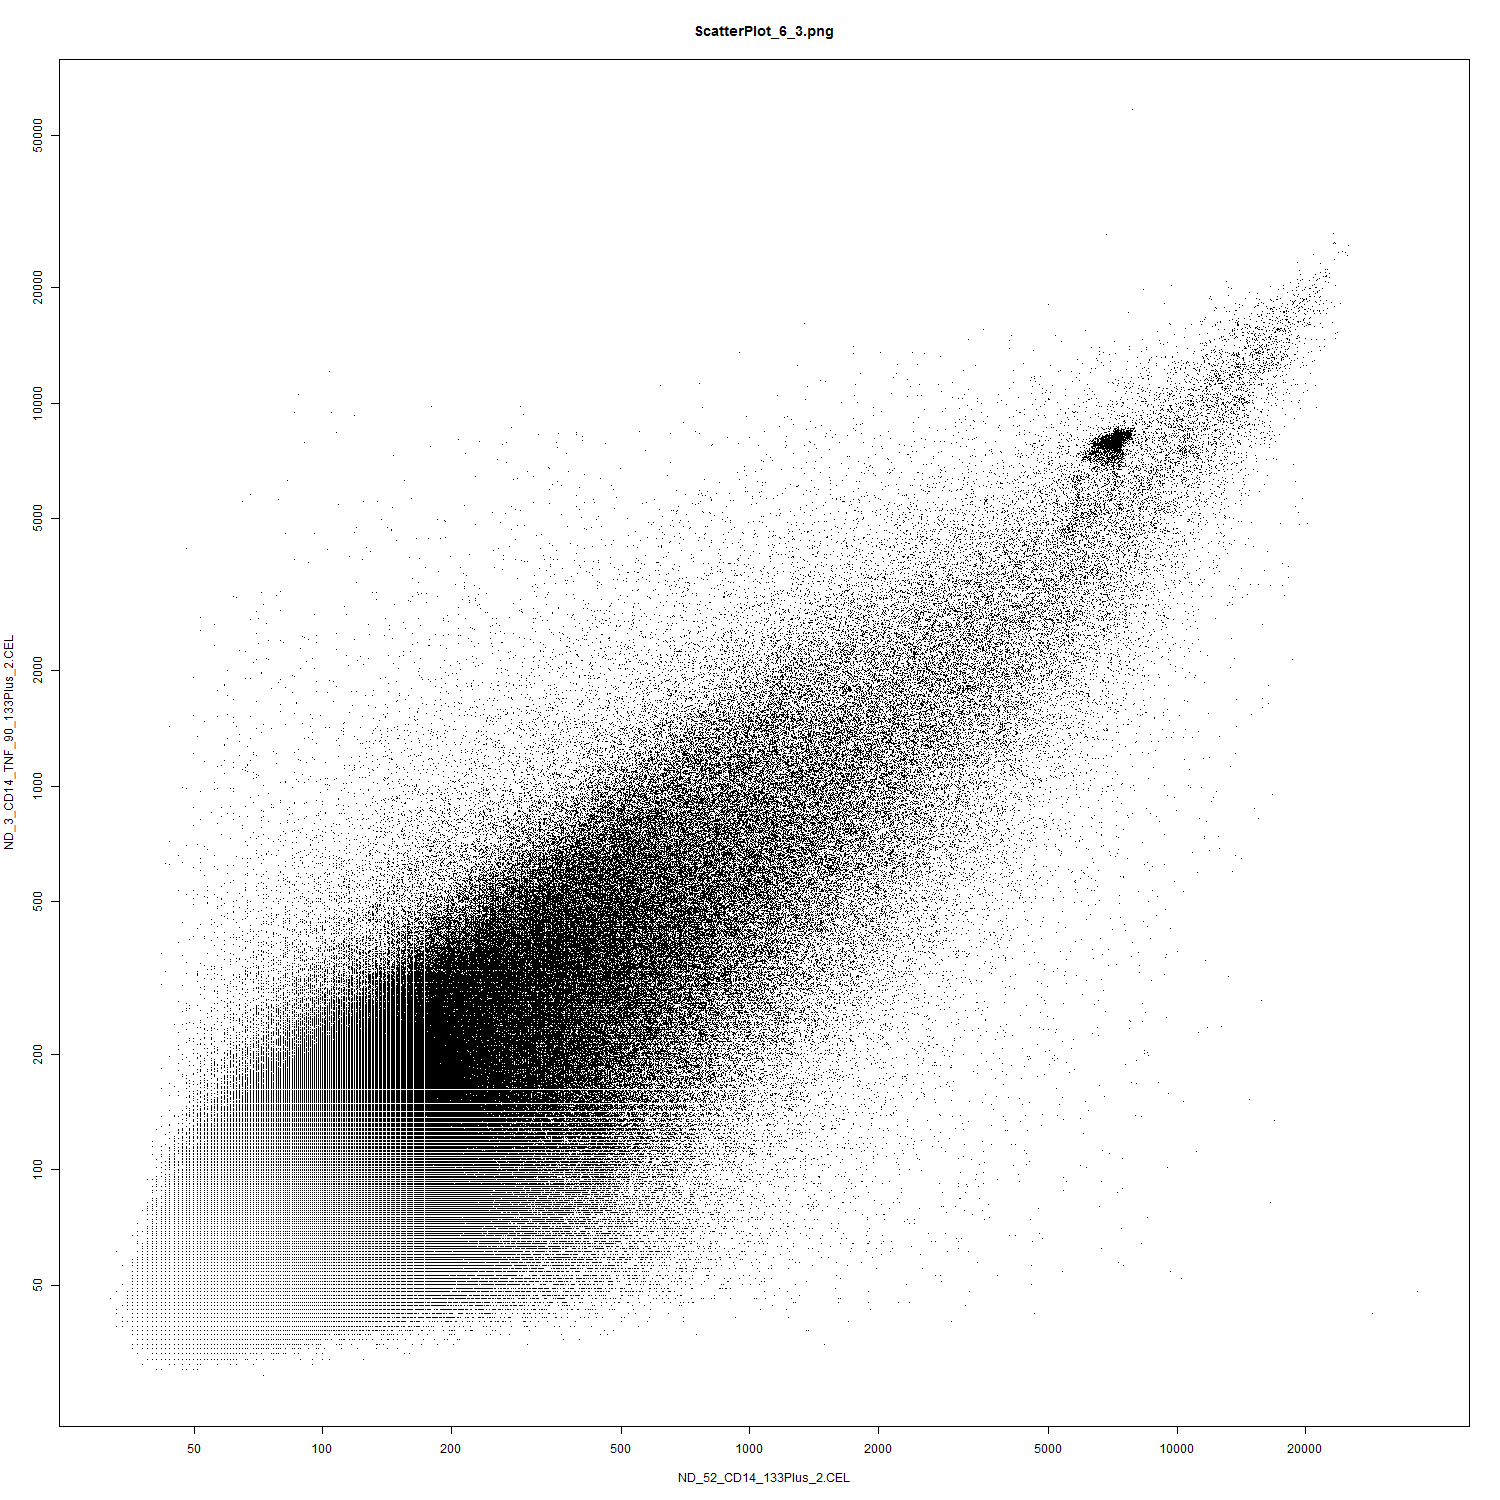 ScatterPlot_6_3.png
50000
20000
10000
5000
2000
1000
500
200
100
50
ND_3_CD14_TNF_90_133Plus_2.CEL
50 100 200 500 1000 2000 5000 10000 20000
ND_52_CD14_133Plus_2.CEL